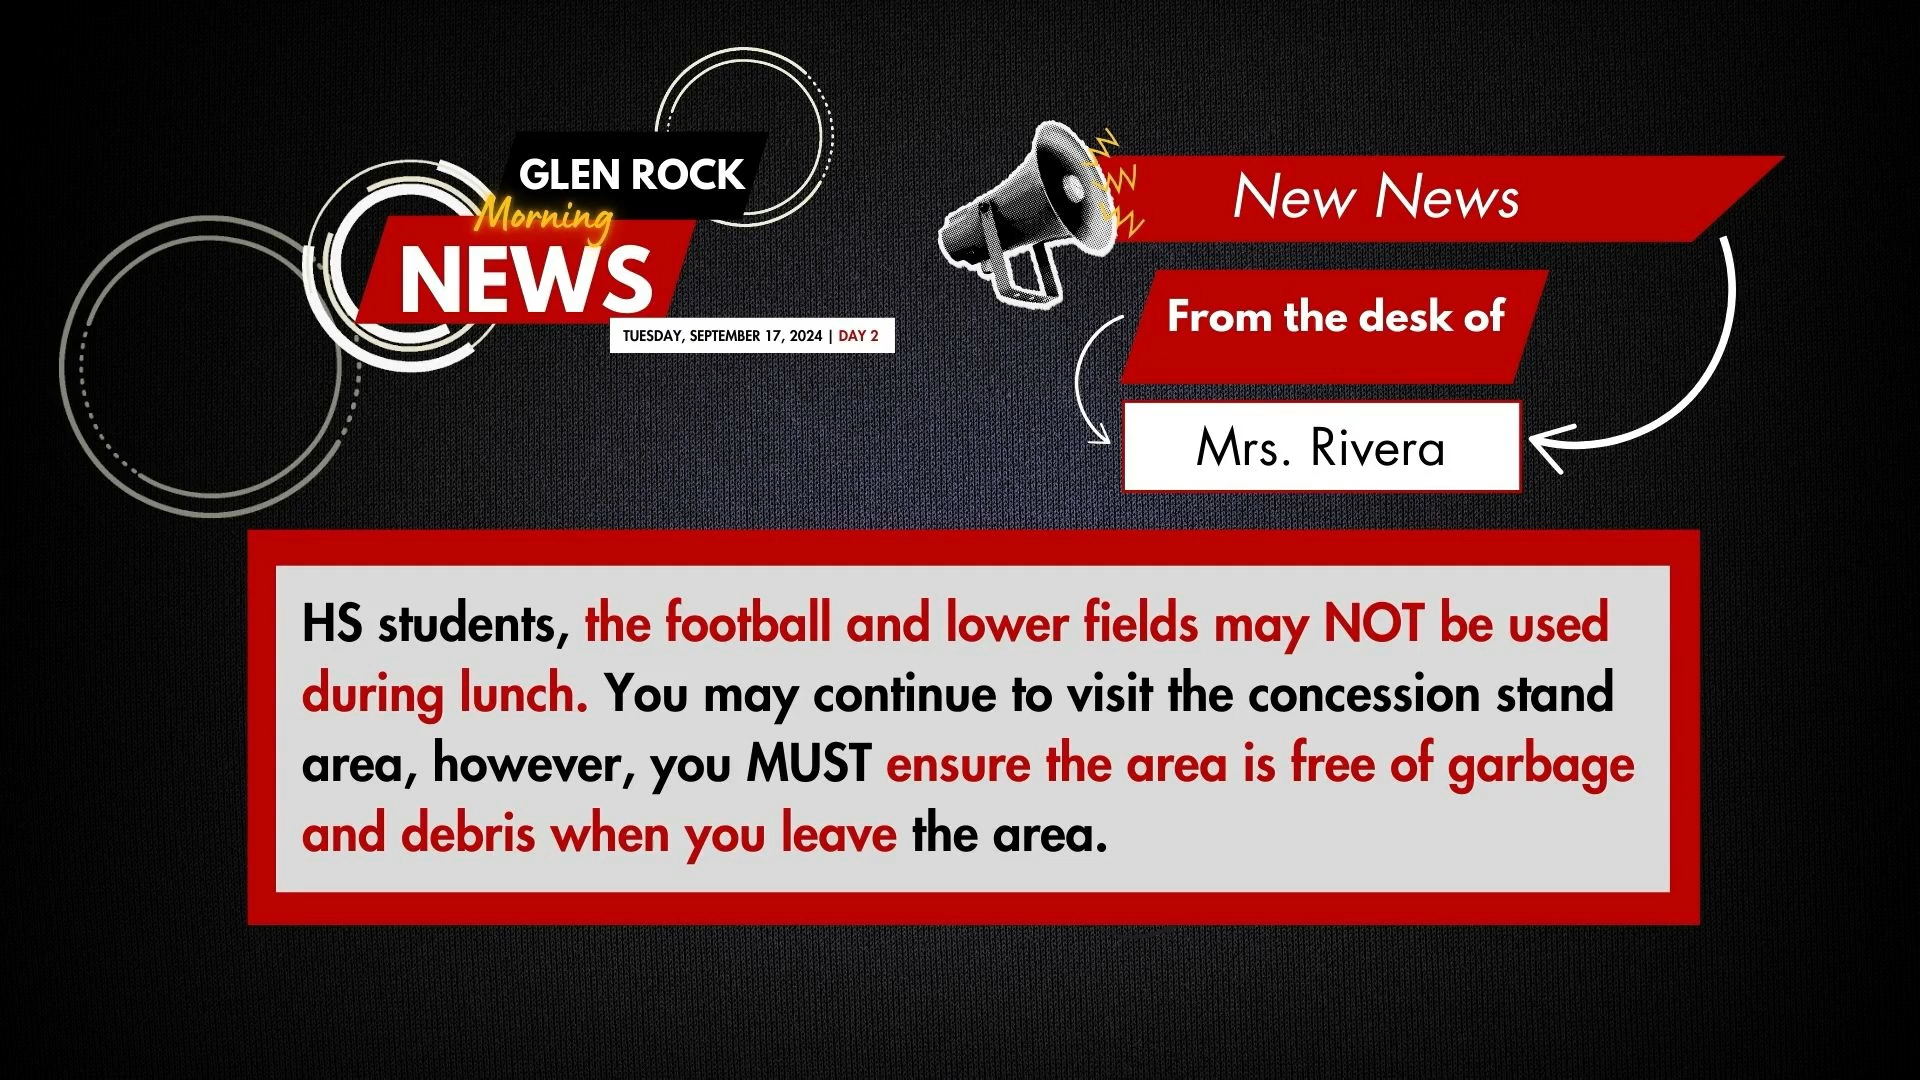 GLEN ROCK
Morning
NEWS
TUESDAY, SEPTEMBER 17, 2024 | DAY 2
New News
From the desk of
Mrs. Rivera
HS students, the football and lower fields may NOT be used
during lunch. You may continue to visit the concession stand
area, however, you MUST ensure the area is free of garbage
and debris when you leave the area.